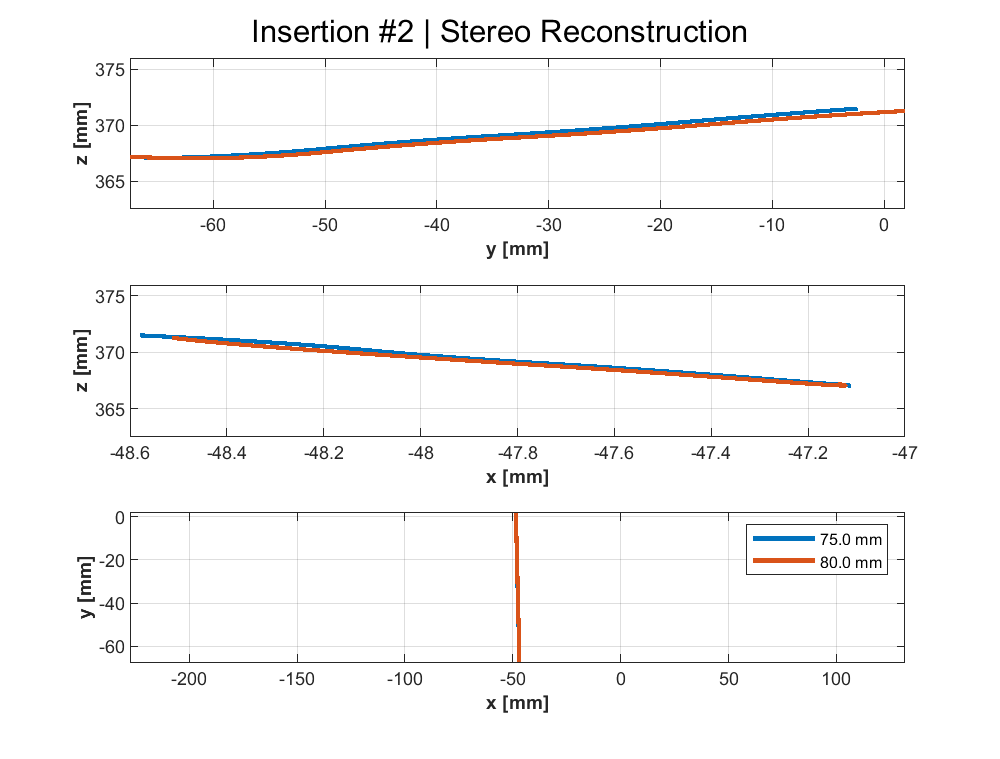 Insertion #2 | Stereo Reconstruction
375
370
365
z [mm]
-60 -50 -40 -30 -20 -10 0
y [mm]
375
370
365
z [mm]
-48.6 -48.4 -48.2 -48 -47.8 -47.6 -47.4 -47.2 -47
x [mm]
0
-20
-40
-60
y [mm]
75.0 mm
80.0 mm
-200 -150 -100 -50 0 50 100
x [mm]